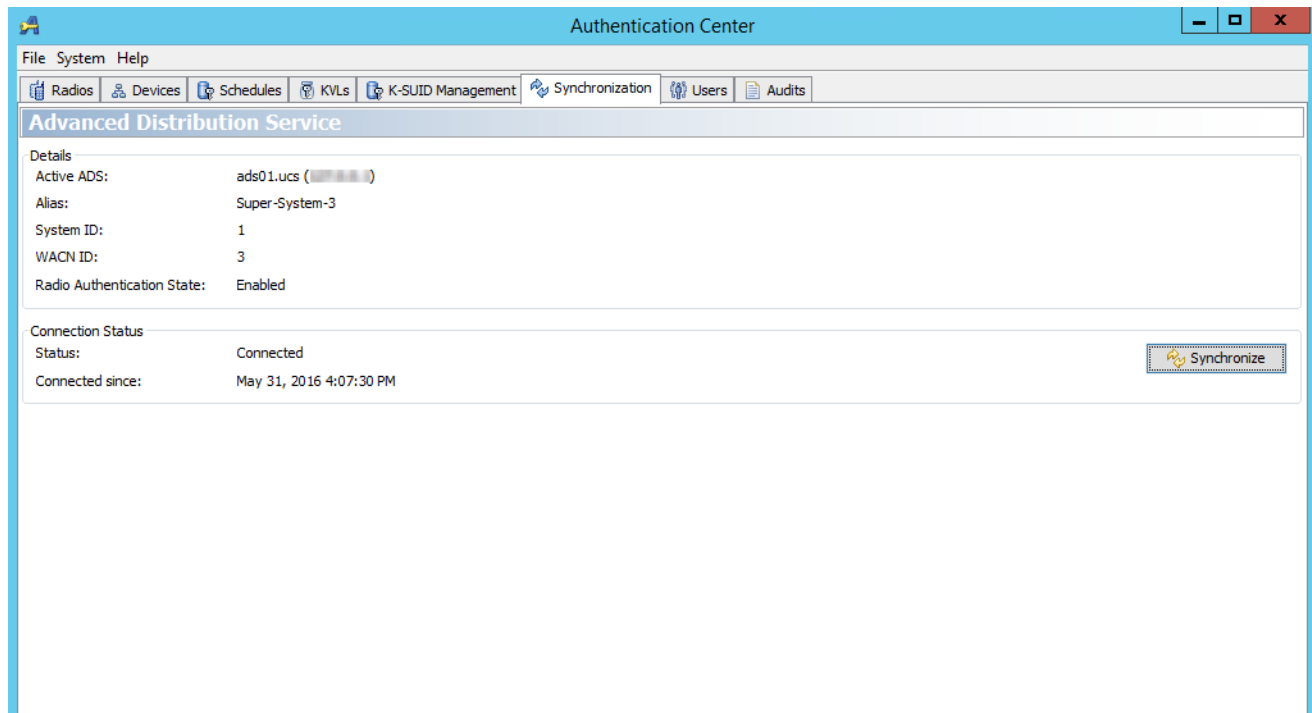 Authentication Center
File System Help
Radios Devices Schedules KVLs K-SUID Management Synchronization Users Audits
Advanced Distribution Service
Details
Active ADS: ads01.ucs ( )
Alias: Super-System-3
System ID: 1
WACN ID: 3
Radio Authentication State: Enabled
Connection Status
Status: Connected
Synchronize
Connected since: May 31, 2016 4:07:30 PM